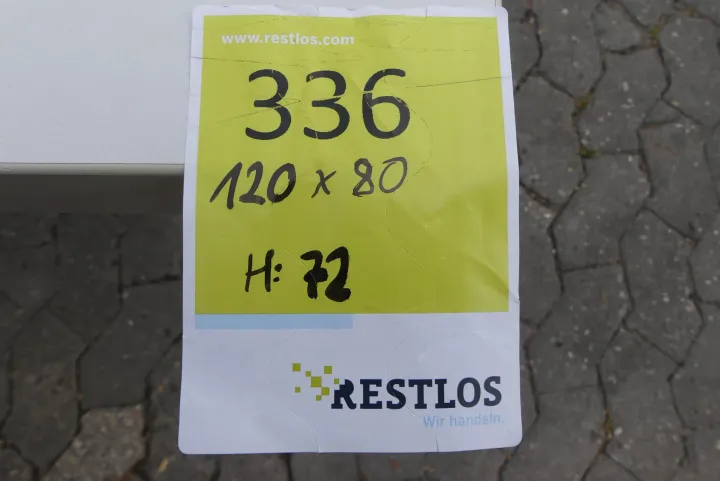 www.restlos.com
336
120 x 80
H: 72
RESTLOS
Wir handeln.